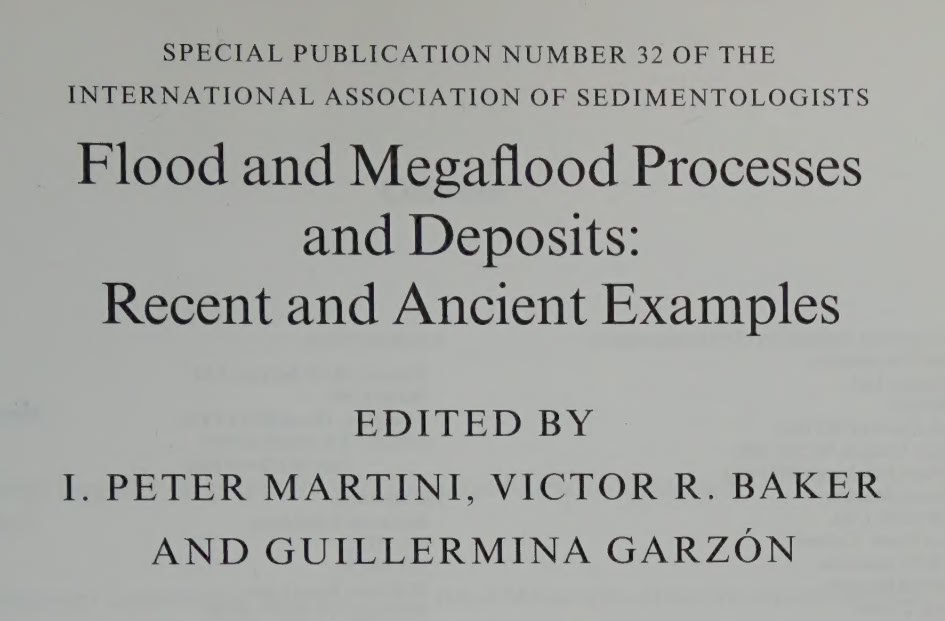 SPECIAL PUBLICATION NUMBER 32 OF THE
INTERNATIONAL ASSOCIATION OF SEDIMENTOLOGISTS
Flood and Megaflood Processes
and Deposits:
Recent and Ancient Examples
EDITED BY
I. PETER MARTINI, VICTOR R. BAKER
AND GUILLERMINA GARZÓN